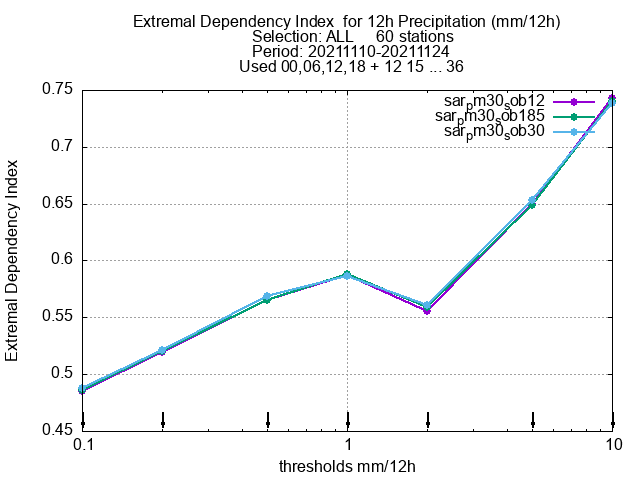 Extremal Dependency Index  for 12h Precipitation (mm/12h)
Selection: ALL     60 stations
Period: 20211110-20211124
Used 00,06,12,18 + 12 15 ... 36
0.75
sar_pm30_sob12
sar_pm30_sob185
sar_pm30_sob30
0.7
0.65
0.6
0.55
0.5
0.45
Extremal Dependency Index
0.1 1 10
thresholds mm/12h